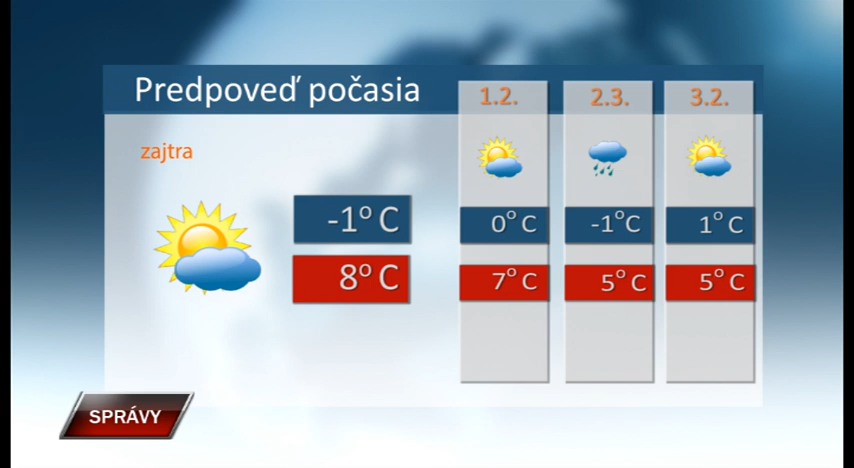 Predpoveď počasia
zajtra
-1° C
8° C
1.2.
0° C
7° C
2.3.
-1°C
5° C
3.2.
1° C
5° C
SPRÁVY